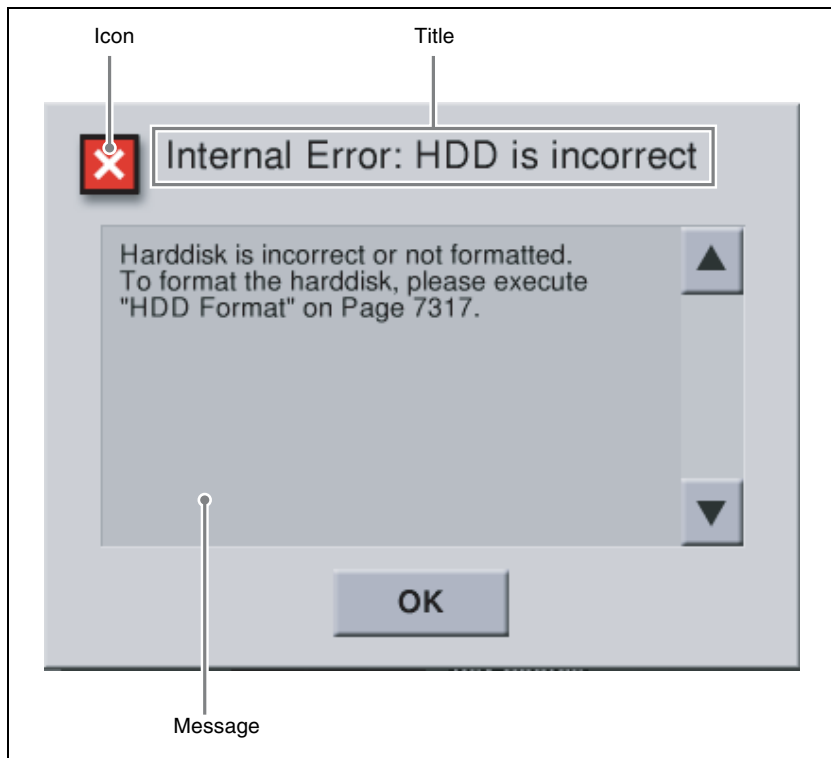 Icon
Title
Internal Error: HDD is incorrect
Harddisk is incorrect or not formatted.
To format the harddisk, please execute
"HDD Format" on Page 7317.
OK
Message